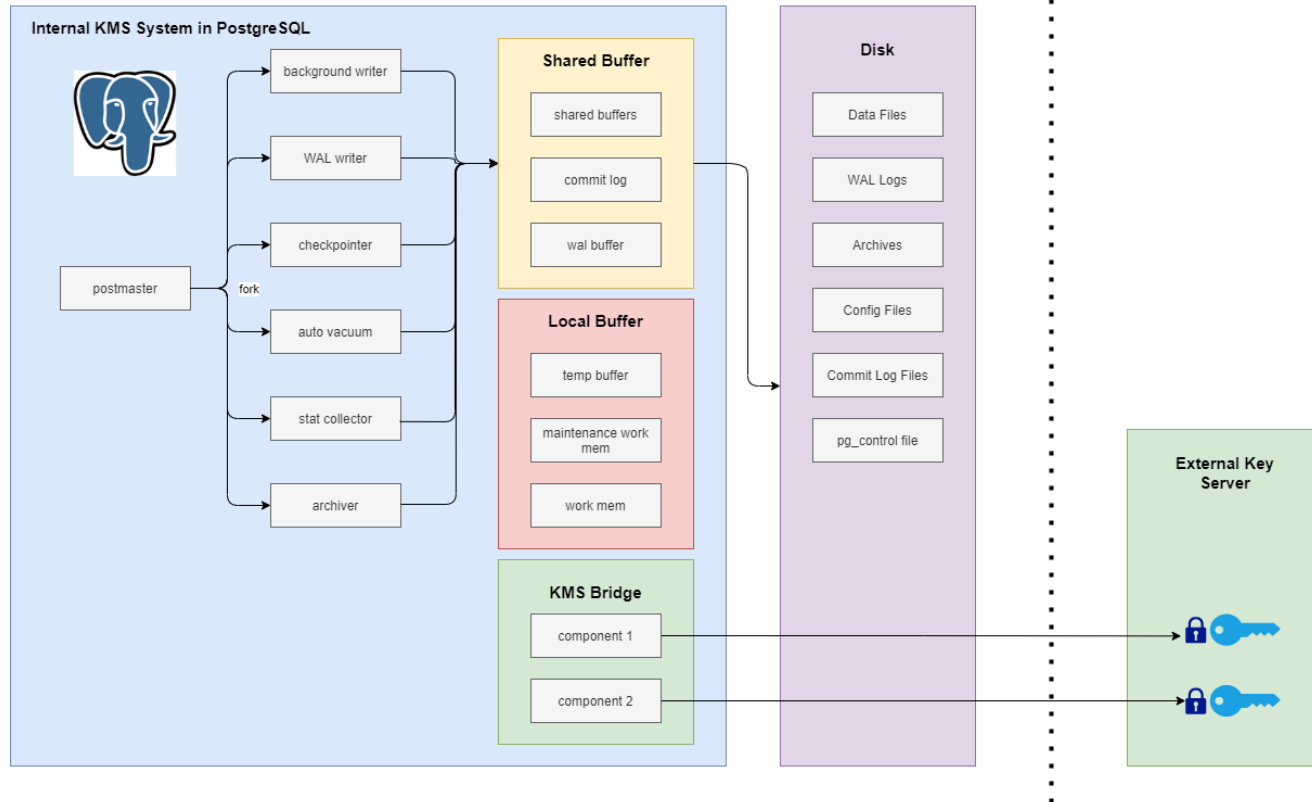 Internal KMS System in PostgreSQL
background writer
WAL writer
checkpointer
postmaster
fork
auto vacuum
stat collector
archiver
Shared Buffer
shared buffers
commit log
wal buffer
Local Buffer
temp buffer
maintenance work
mem
work mem
KMS Bridge
component 1
component 2
Disk
Data Files
WAL Logs
Archives
Config Files
Commit Log Files
pg_control file
External Key
Server